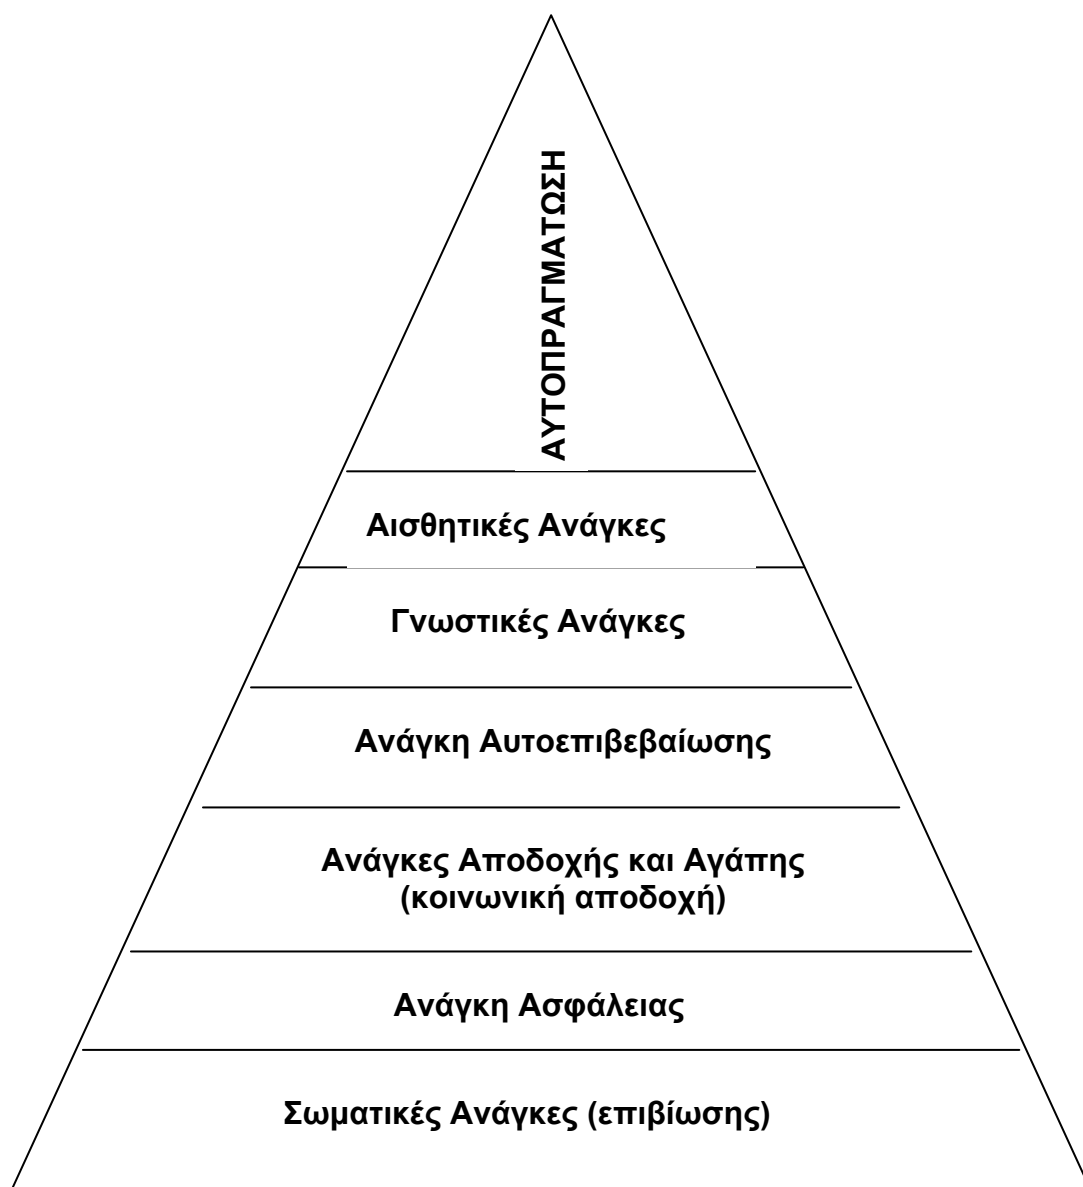 ΑΥΤΟΠΡΑΓΜΑΤΩΣΗ
Αισθητικές Ανάγκες
Γνωστικές Ανάγκες
Ανάγκη Αυτοεπιβεβαίωσης
Ανάγκες Αποδοχής και Αγάπης
(κοινωνική αποδοχή)
Ανάγκη Ασφάλειας
Σωματικές Ανάγκες (επιβίωσης)